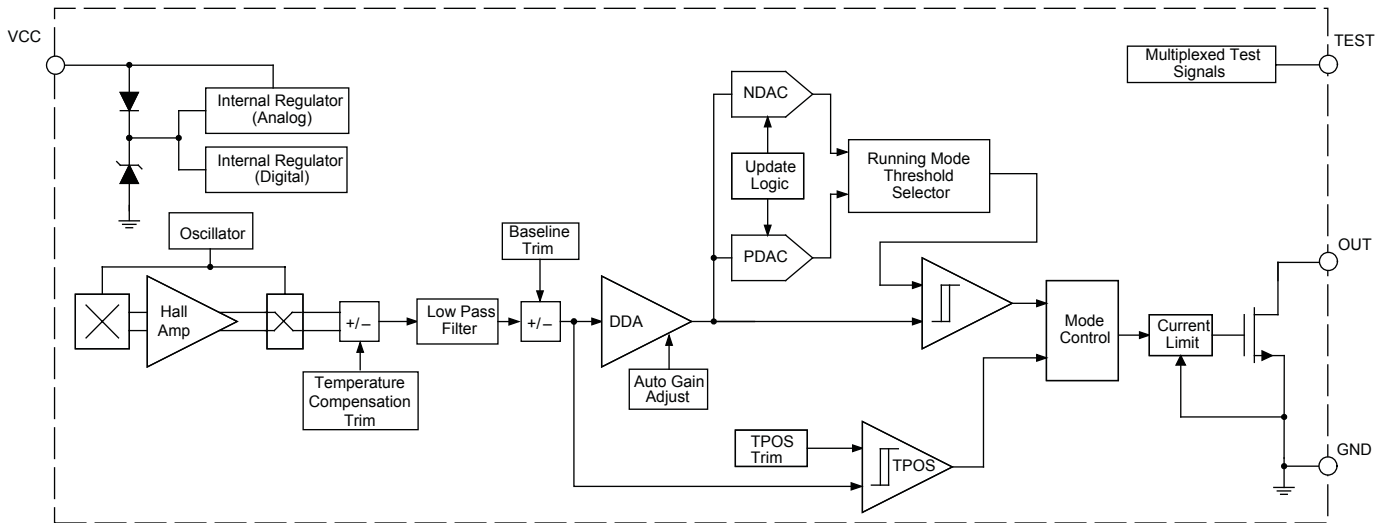 VCC
TEST
Multiplexed Test
Signals
Internal Regulator
(Analog)
Internal Regulator
(Digital)
NDAC
Update
Logic
PDAC
Running Mode
Threshold
Selector
Oscillator
Baseline
Trim
OUT
Hall
Amp
+/–
Low Pass
Filter
+/–
DDA
Mode
Control
Current
Limit
Temperature
Compensation
Trim
Auto Gain
Adjust
TPOS
Trim
TPOS
GND